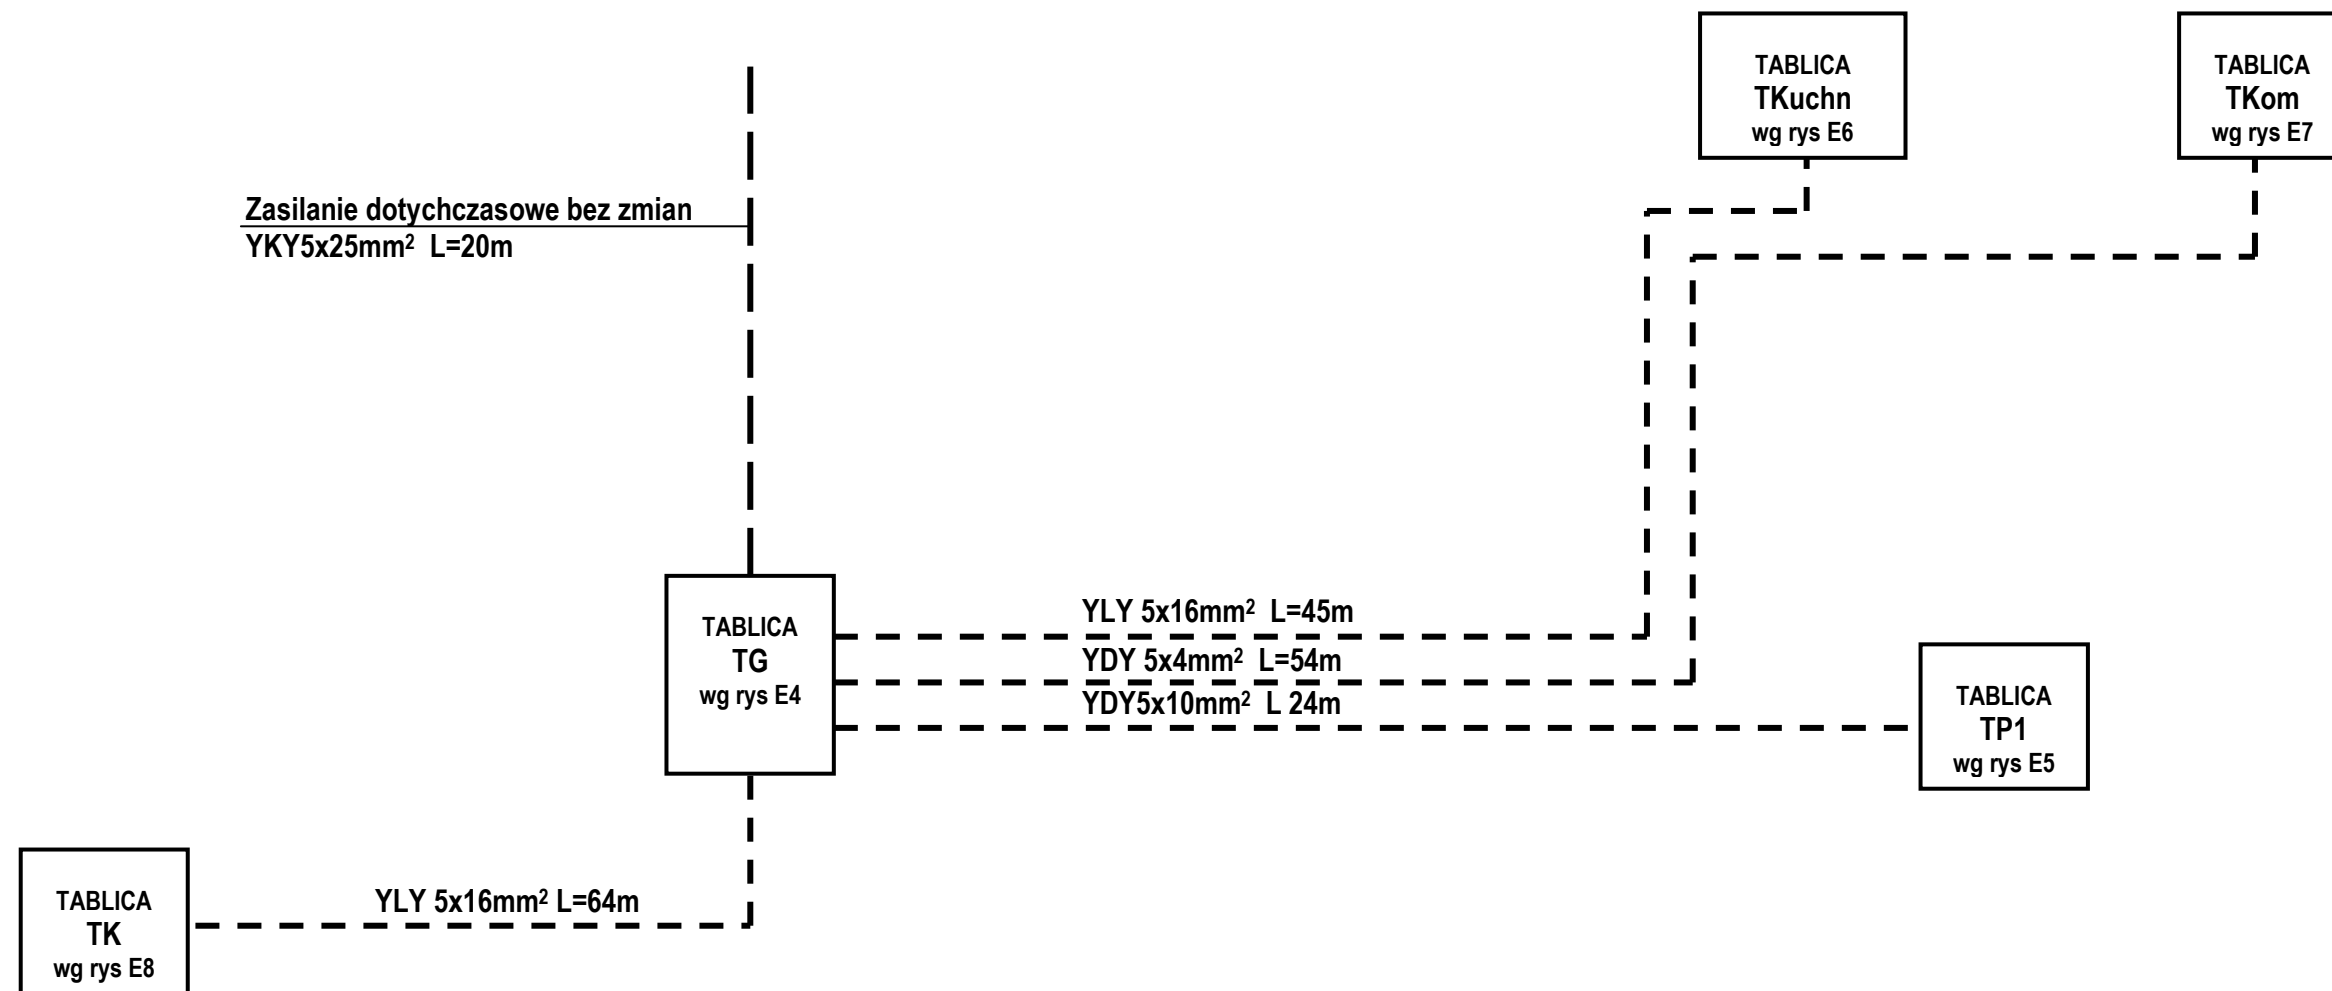 TABLICA
TKuchn
wg rys E6
TABLICA
TKom
wg rys E7
Zasilanie dotychczasowe bez zmian
YKY5x25mm² L=20m
TABLICA
TG
wg rys E4
YLY 5x16mm² L=45m
YDY 5x4mm² L=54m
YDY5x10mm² L 24m
TABLICA
TP1
wg rys E5
TABLICA
TK
wg rys E8
YLY 5x16mm² L=64m